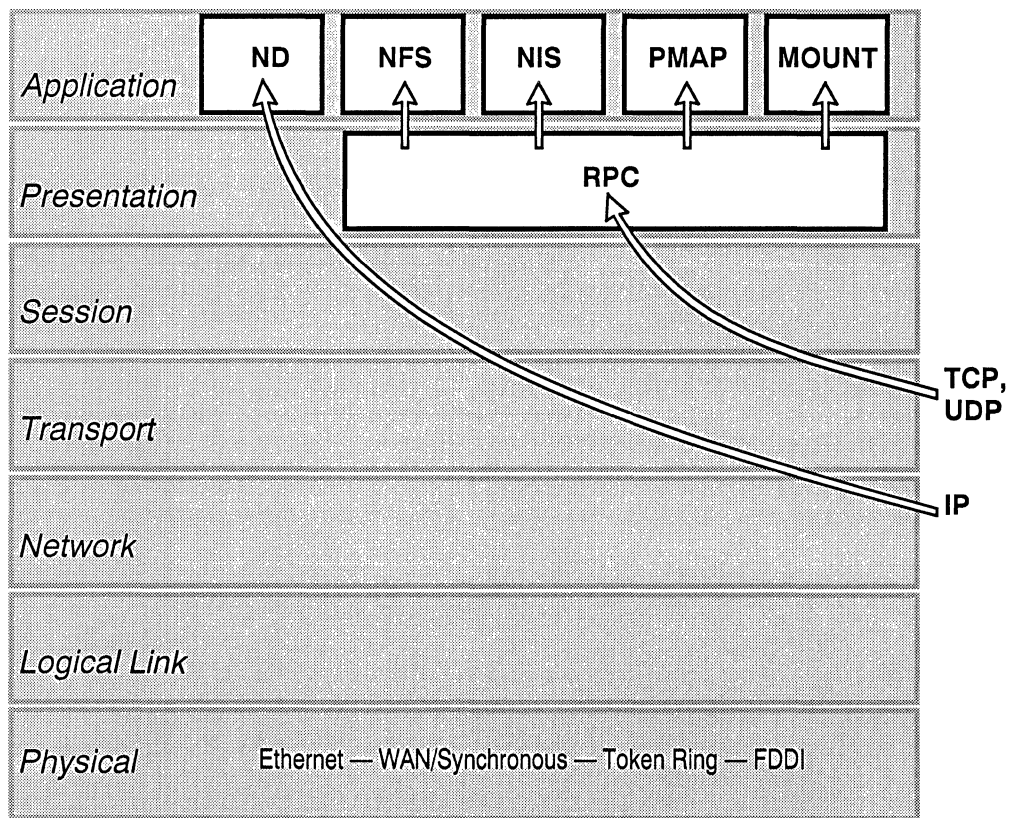 Application
ND
NFS
NIS
PMAP
MOUNT
Presentation
RPC
Session
TCP,
UDP
Transport
IP
Network
Logical Link
Physical
Ethernet — WAN/Synchronous — Token Ring — FDDI